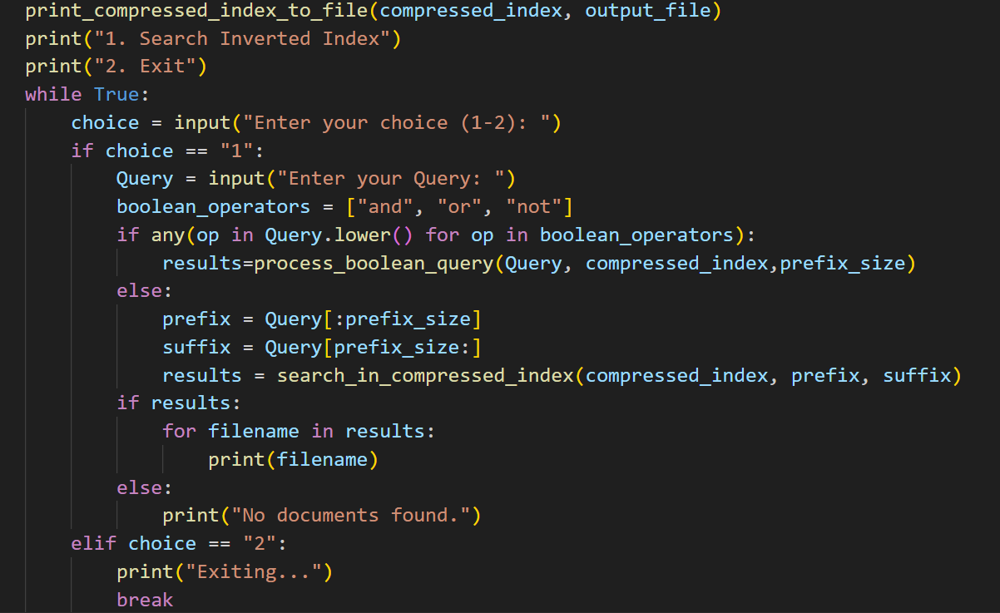 print_compressed_index_to_file(compressed_index, output_file)
print("1. Search Inverted Index")
print("2. Exit")
while True:
    choice = input("Enter your choice (1-2): ")
    if choice == "1":
        Query = input("Enter your Query: ")
        boolean_operators = ["and", "or", "not"]
        if any(op in Query.lower() for op in boolean_operators):
            results=process_boolean_query(Query, compressed_index,prefix_size)
        else:
            prefix = Query[:prefix_size]
            suffix = Query[prefix_size:]
            results = search_in_compressed_index(compressed_index, prefix, suffix)
        if results:
            for filename in results:
                print(filename)
        else:
            print("No documents found.")
    elif choice == "2":
        print("Exiting...")
        break